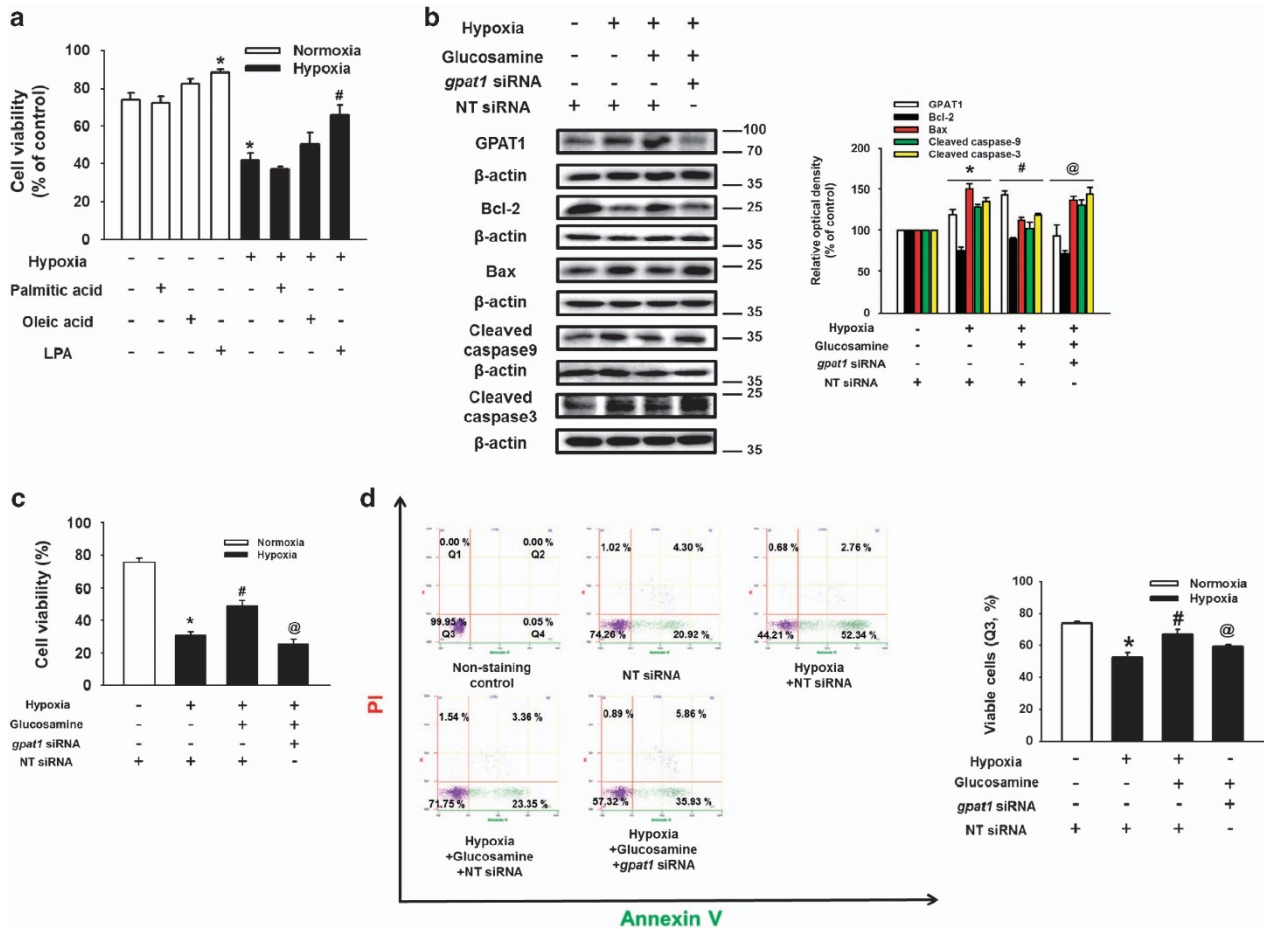 a
Cell viability
(% of control)
100
80
60
40
20
0
Normoxia
Hypoxia
*
*
#
Hypoxia - - - - + + + +
Palmitic acid - + - - - + - -
Oleic acid - - + - - - + -
LPA - - - + - - - +
b
Hypoxia - + + +
Glucosamine - - + +
gpat1 siRNA - - - +
NT siRNA + + + -
GPAT1
100
70
β-actin
35
Bcl-2
25
β-actin
35
Bax
25
β-actin
35
Cleaved
caspase9
35
β-actin
35
Cleaved
caspase3
25
β-actin
35
GPAT1
Bcl-2
Bax
Cleaved caspase-9
Cleaved caspase-3
Relative optical density
(% of control)
200
150
100
50
0
* # @
Hypoxia - + + +
Glucosamine - - + +
gpat1 siRNA - - - +
NT siRNA + + + -
c
Cell viability (%)
100
80
60
40
20
0
Normoxia
Hypoxia
* # @
Hypoxia - + + +
Glucosamine - - + +
gpat1 siRNA - - - +
NT siRNA + + + -
d
PI
0.00 % 0.00 %
Q1 Q2
99.95 % 0.05 %
Q3 Q4
Annexin V
Non-staining
control
1.02 % 4.30 %
74.26 % 20.92 %
Annexin V
NT siRNA
0.68 % 2.76 %
44.21 % 52.34 %
Annexin V
Hypoxia
+NT siRNA
1.54 % 3.36 %
71.75 % 23.35 %
Annexin V
Hypoxia
+Glucosamine
+NT siRNA
0.89 % 5.86 %
57.32 % 35.93 %
Annexin V
Hypoxia
+Glucosamine
+gpat1 siRNA
Annexin V
Viable cells (Q3, %)
100
80
60
40
20
0
Normoxia
Hypoxia
* # @
Hypoxia - + + -
Glucosamine - - + +
gpat1 siRNA - - - +
NT siRNA + + + -